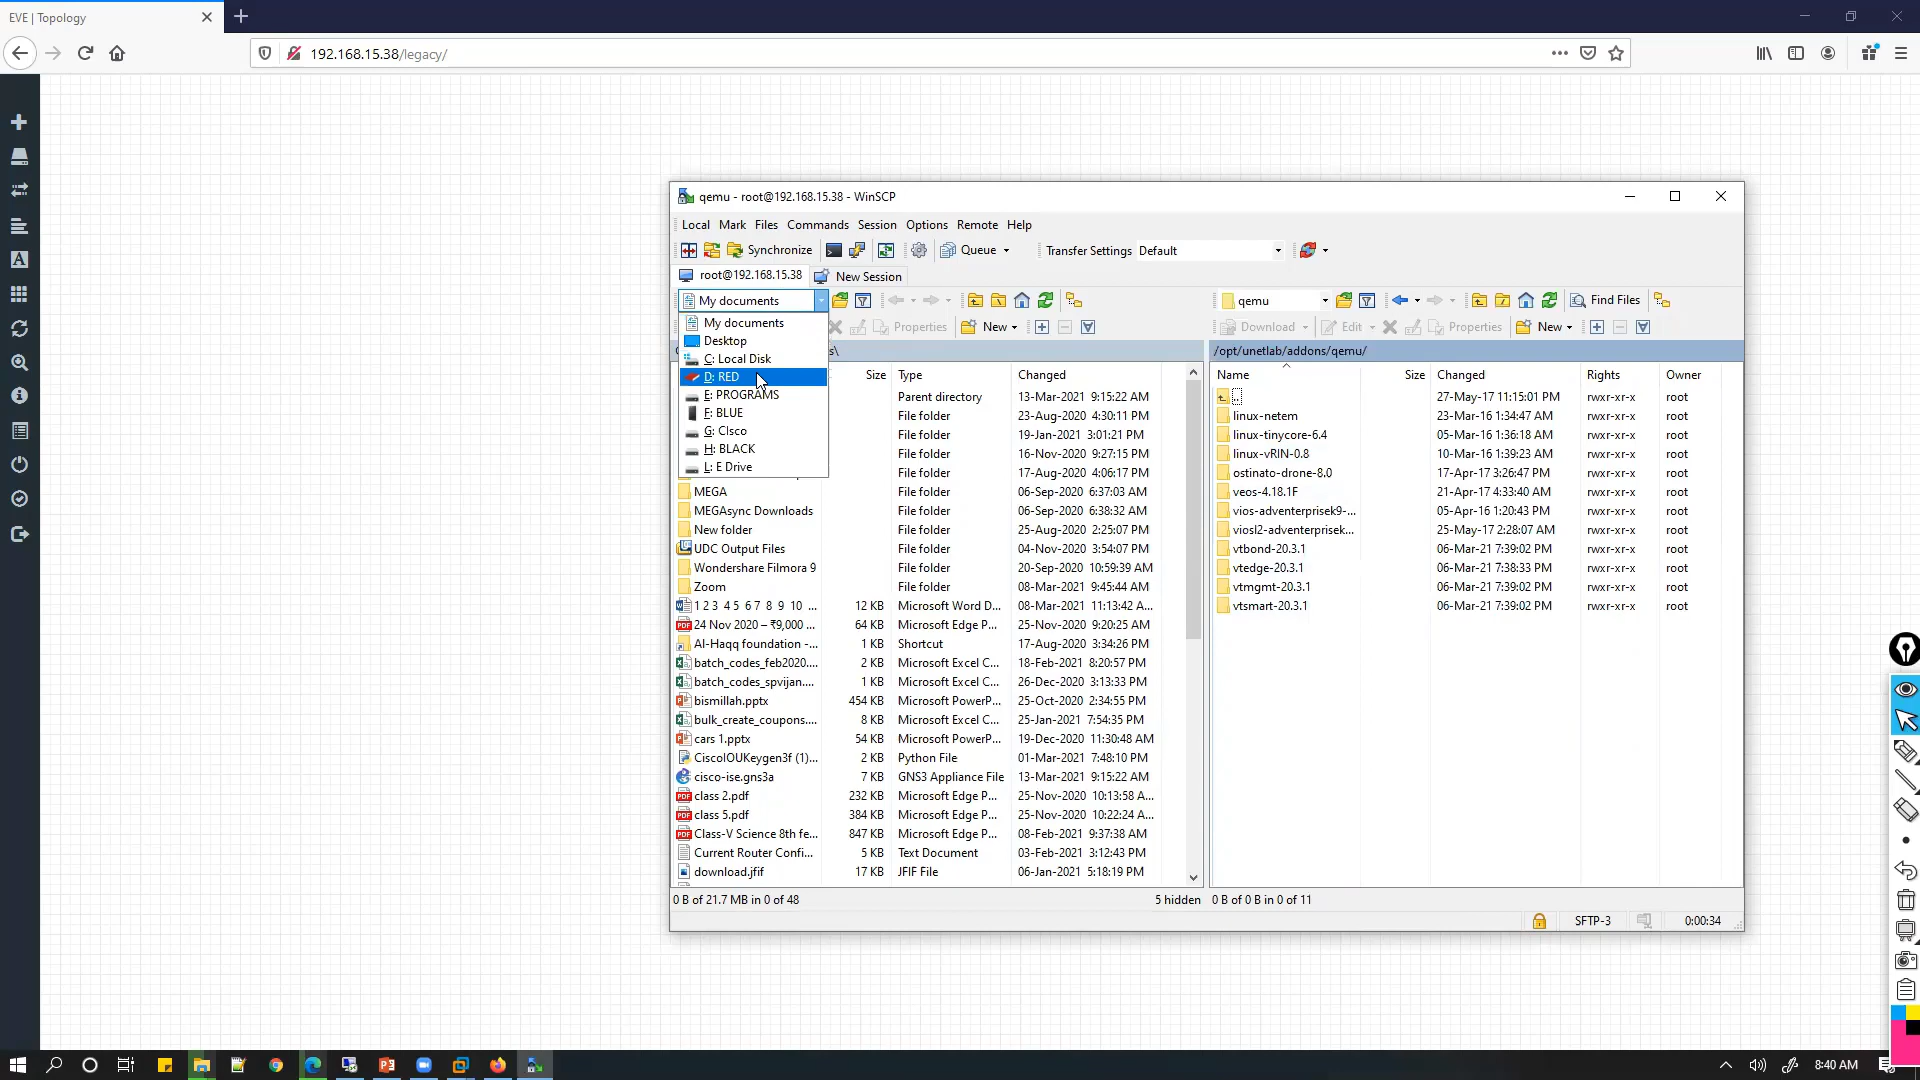 EVE | Topology
192.168.15.38/legacy/
qemu - root@192.168.15.38 - WinSCP
Local Mark Files Commands Session Options Remote Help
Synchronize Queue Transfer Settings Default
root@192.168.15.38 New Session
My documents qemu Find Files
My documents Properties New Download Edit Properties New
Desktop
C: Local Disk
D: RED
E: PROGRAMS
F: BLUE
G: CIsco
H: BLACK
L: E Drive
s\ /opt/unetlab/addons/qemu/
Size Type Changed
Parent directory 13-Mar-2021 9:15:22 AM
File folder 23-Aug-2020 4:30:11 PM
File folder 19-Jan-2021 3:01:21 PM
File folder 16-Nov-2020 9:27:15 PM
File folder 17-Aug-2020 4:06:17 PM
MEGA File folder 06-Sep-2020 6:37:03 AM
MEGAsync Downloads File folder 06-Sep-2020 6:38:32 AM
New folder File folder 25-Aug-2020 2:25:07 PM
UDC Output Files File folder 04-Nov-2020 3:54:07 PM
Wondershare Filmora 9 File folder 20-Sep-2020 10:59:39 AM
Zoom File folder 08-Mar-2021 9:45:44 AM
1 2 3 4 5 6 7 8 9 10 ... 12 KB Microsoft Word D... 08-Mar-2021 11:13:42 A...
24 Nov 2020 – ₹9,000 ... 64 KB Microsoft Edge P... 25-Nov-2020 9:20:25 AM
Al-Haqq foundation -... 1 KB Shortcut 17-Aug-2020 3:34:26 PM
batch_codes_feb2020.... 2 KB Microsoft Excel C... 18-Feb-2021 8:20:57 PM
batch_codes_spvijan.... 1 KB Microsoft Excel C... 26-Dec-2020 3:13:33 PM
bismillah.pptx 454 KB Microsoft PowerP... 25-Oct-2020 2:34:55 PM
bulk_create_coupons.... 8 KB Microsoft Excel C... 25-Jan-2021 7:54:35 PM
cars 1.pptx 54 KB Microsoft PowerP... 19-Dec-2020 11:30:48 AM
CiscoIOUKeygen3f (1)... 2 KB Python File 01-Mar-2021 7:48:10 PM
cisco-ise.gns3a 7 KB GNS3 Appliance File 13-Mar-2021 9:15:22 AM
class 2.pdf 232 KB Microsoft Edge P... 25-Nov-2020 10:13:58 A...
class 5.pdf 384 KB Microsoft Edge P... 25-Nov-2020 10:22:24 A...
Class-V Science 8th fe... 847 KB Microsoft Edge P... 08-Feb-2021 9:37:38 AM
Current Router Confi... 5 KB Text Document 03-Feb-2021 3:12:43 PM
download.jfif 17 KB JFIF File 06-Jan-2021 5:18:19 PM
Name Size Changed Rights Owner
.. 27-May-17 11:15:01 PM rwxr-xr-x root
linux-netem 23-Mar-16 1:34:47 AM rwxr-xr-x root
linux-tinycore-6.4 05-Mar-16 1:36:18 AM rwxr-xr-x root
linux-vRIN-0.8 10-Mar-16 1:39:23 AM rwxr-xr-x root
ostinato-drone-8.0 17-Apr-17 3:26:47 PM rwxr-xr-x root
veos-4.18.1F 21-Apr-17 4:33:40 AM rwxr-xr-x root
vios-adventerprisek9-... 05-Apr-16 1:20:43 PM rwxr-xr-x root
viosl2-adventerprisek... 25-May-17 2:28:07 AM rwxr-xr-x root
vtbond-20.3.1 06-Mar-21 7:39:02 PM rwxr-xr-x root
vtedge-20.3.1 06-Mar-21 7:38:33 PM rwxr-xr-x root
vtmgmt-20.3.1 06-Mar-21 7:39:02 PM rwxr-xr-x root
vtsmart-20.3.1 06-Mar-21 7:39:02 PM rwxr-xr-x root
0 B of 21.7 MB in 0 of 48 5 hidden 0 B of 0 B in 0 of 11
SFTP-3 0:00:34
8:40 AM